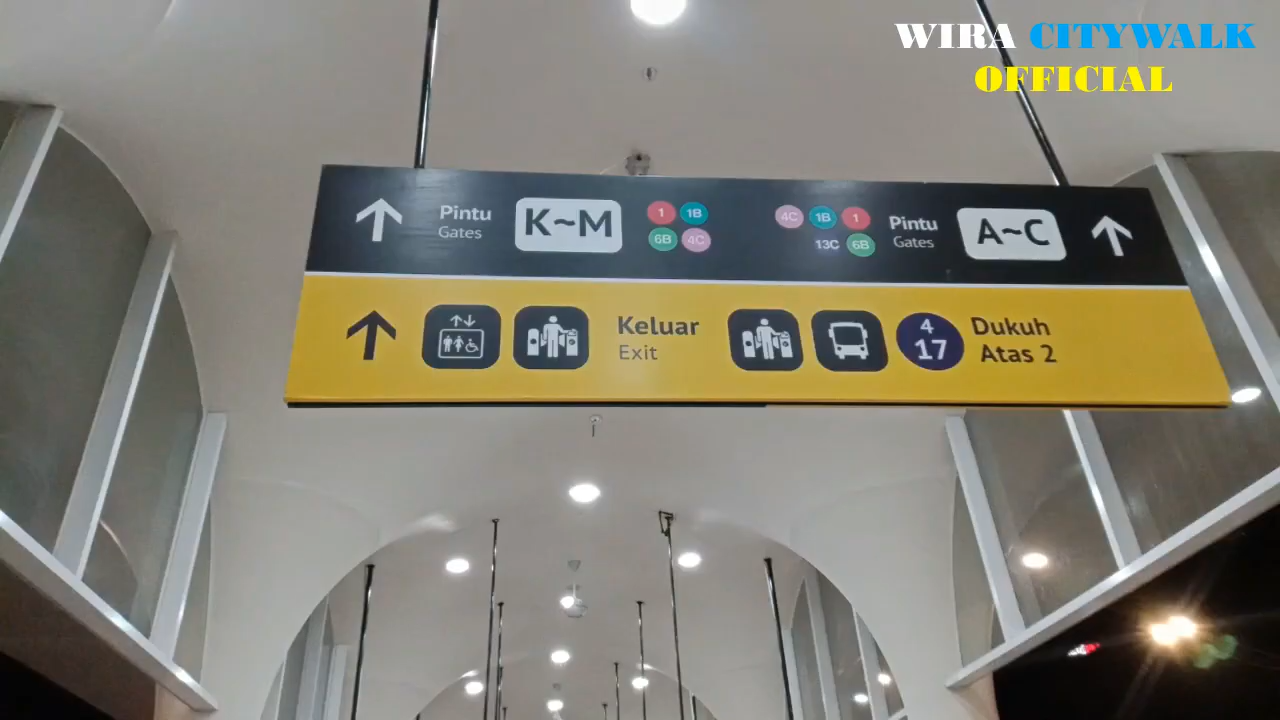 WIRA CITYWALK
OFFICIAL
Pintu
Gates
K~M
1 1B
6B 4C
4C 1B 1
13C 6B
Pintu
Gates
A~C
Keluar
Exit
4
17
Dukuh
Atas 2